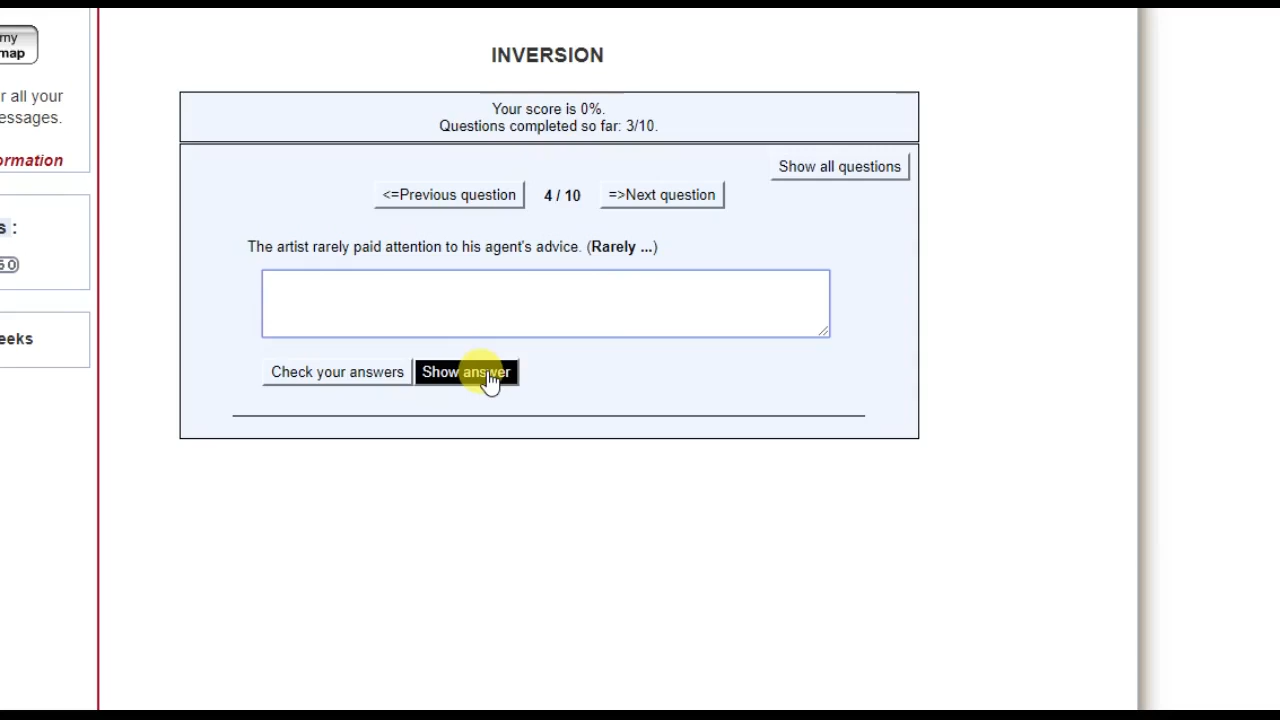 my
map
r all your
essages.
ormation
s :
eeks
INVERSION
Your score is 0%.
Questions completed so far: 3/10.
Show all questions
<=Previous question
4 / 10
=>Next question
The artist rarely paid attention to his agent's advice. (Rarely ...)
Check your answers
Show answer